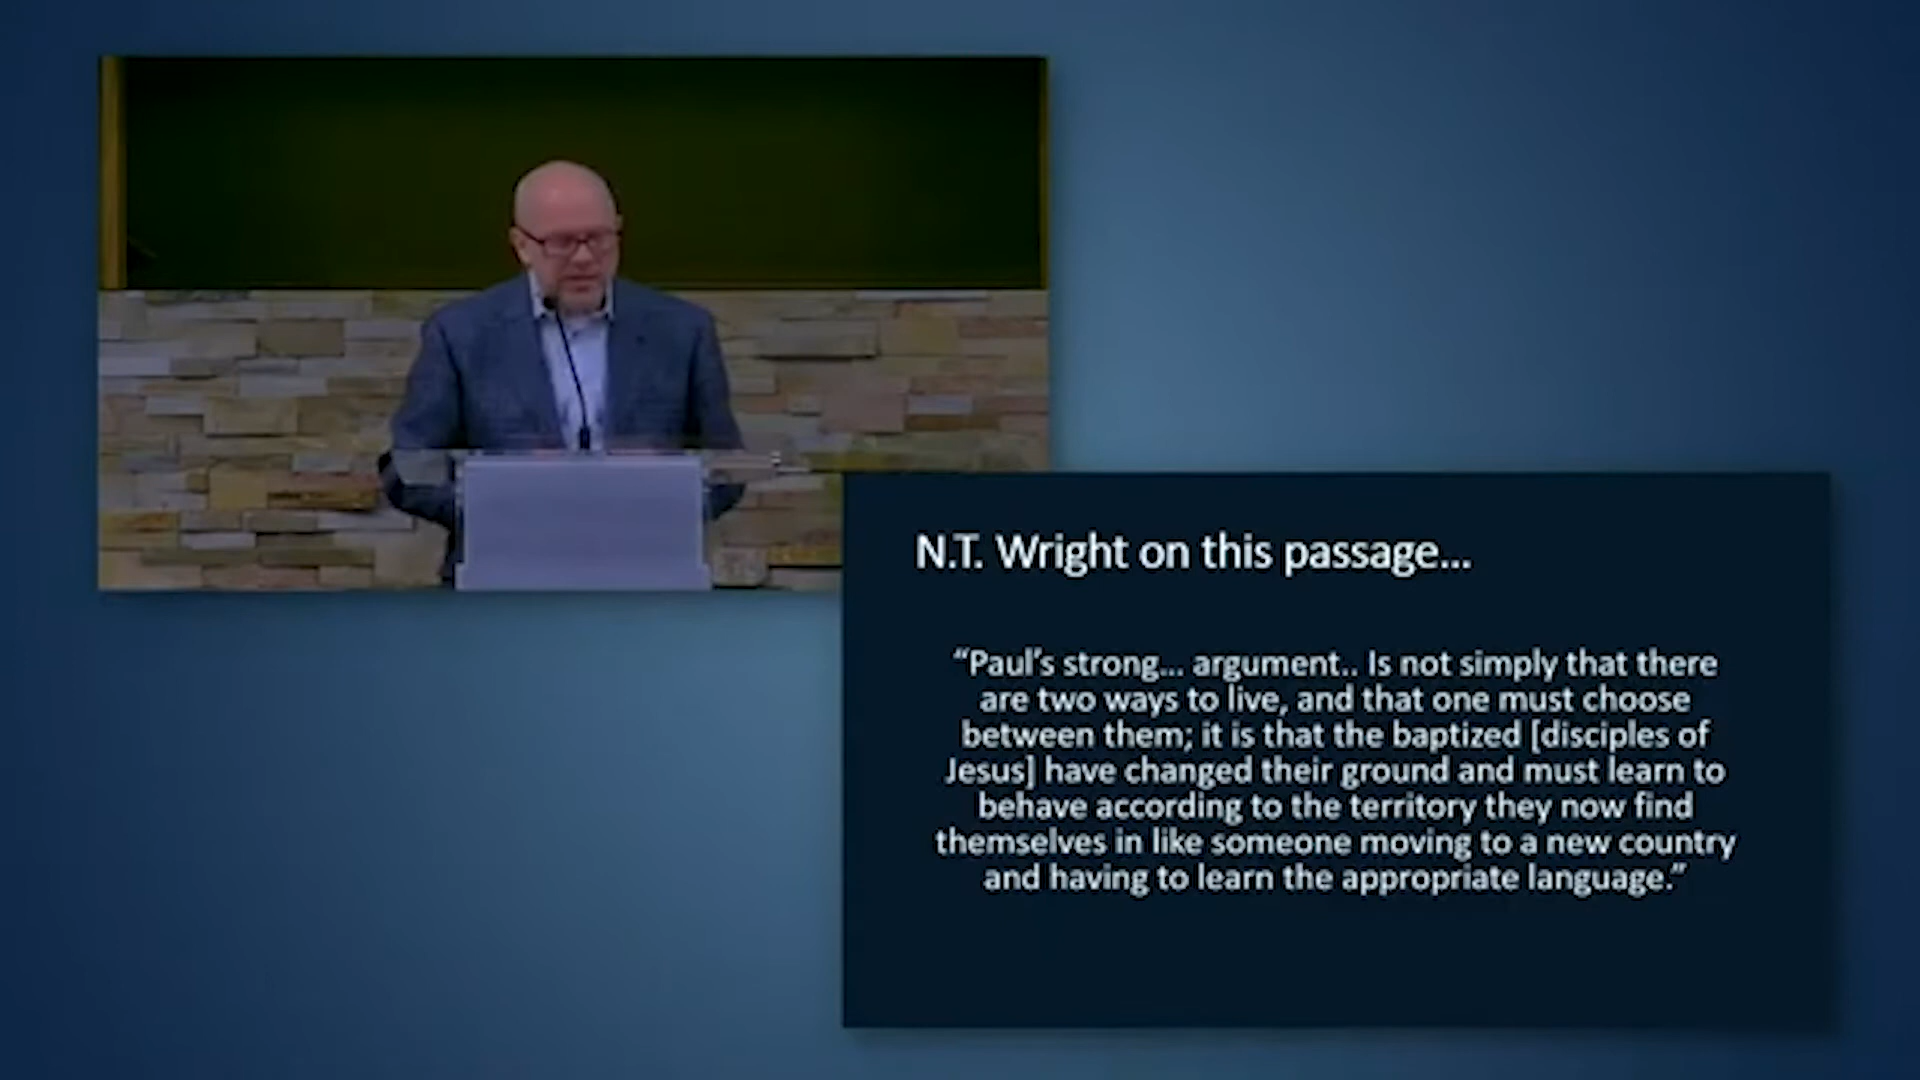 N.T. Wright on this passage...
“Paul’s strong... argument.. Is not simply that there
are two ways to live, and that one must choose
between them; it is that the baptized [disciples of
Jesus] have changed their ground and must learn to
behave according to the territory they now find
themselves in like someone moving to a new country
and having to learn the appropriate language.”